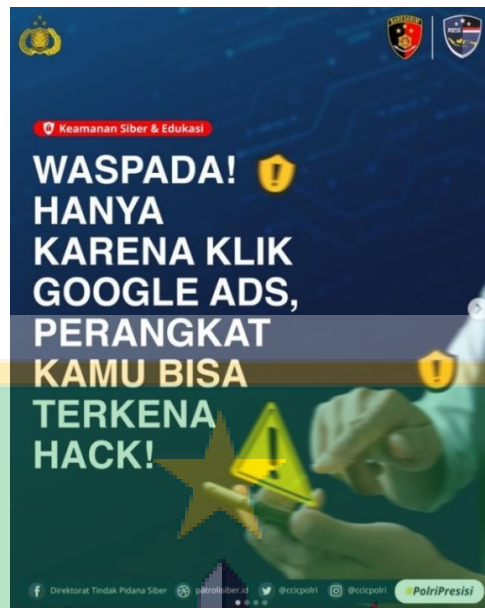 Keamanan Siber & Edukasi
WASPADA!
HANYA
KARENA KLIK
GOOGLE ADS,
PERANGKAT
KAMU BISA
TERKENA
HACK!
Direktorat Tindak Pidana Siber patrolisiber.id @ccicpolri @ccicpolri #PolriPresisi